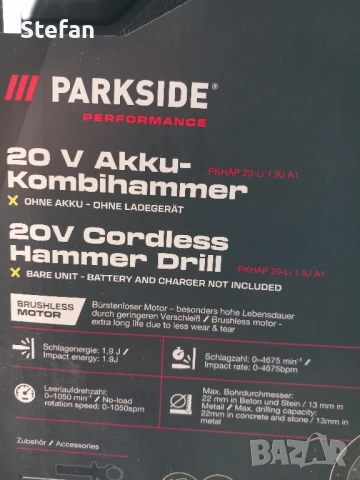 Stefan
/// PARKSIDE®
PERFORMANCE
20 V Akku-
Kombihammer
PKHAP 20-Li 1.9J A1
X OHNE AKKU – OHNE LADEGERÄT
20V Cordless
Hammer Drill
PKHAP 20-Li 1.9J A1
X BARE UNIT - BATTERY AND CHARGER NOT INCLUDED
BRUSHLESS
MOTOR
Bürstenloser Motor – besonders hohe Lebensdauer
durch geringeren Verschleiß / Brushless motor -
extra long life due to less wear & tear
Schlagenergie: 1,9 J /
Impact energy: 1.9J
Schlagzahl: 0-4675 min⁻¹ /
Impact rate: 0-4675bpm
Leerlaufdrehzahl:
0–1050 min⁻¹ / No-load
rotation speed: 0-1050rpm
Max. Bohrdurchmesser:
22 mm in Beton und Stein / 13 mm in
Metall / Max. drilling capacity:
22mm in concrete and stone / 13mm in
metal
Zubehör / Accessories
BAZAR